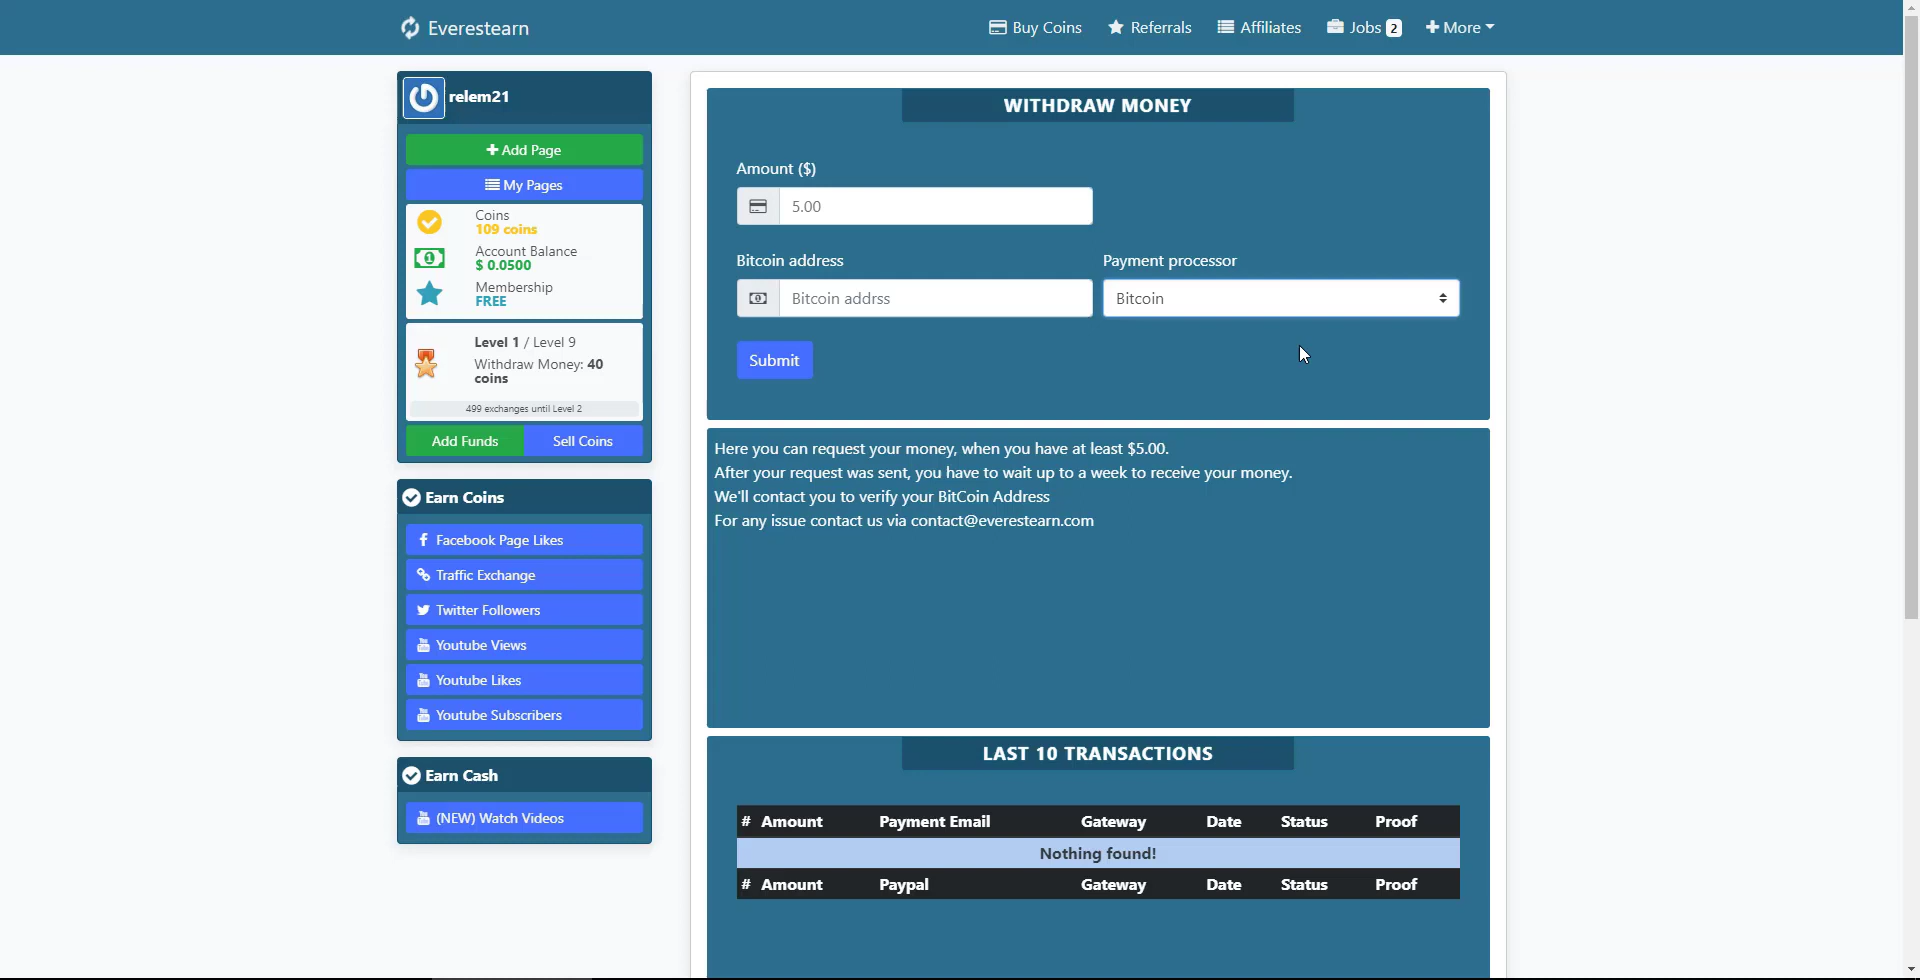 Everestearn
Buy Coins
Referrals
Affiliates
Jobs 2
More
relem21
Add Page
My Pages
Coins
109 coins
Account Balance
$ 0.0500
Membership
FREE
Level 1 / Level 9
Withdraw Money: 40
coins
499 exchanges until Level 2
Add Funds
Sell Coins
Earn Coins
Facebook Page Likes
Traffic Exchange
Twitter Followers
Youtube Views
Youtube Likes
Youtube Subscribers
Earn Cash
(NEW) Watch Videos
WITHDRAW MONEY
Amount ($)
5.00
Bitcoin address
Payment processor
Bitcoin addrss
Bitcoin
Submit
Here you can request your money, when you have at least $5.00.
After your request was sent, you have to wait up to a week to receive your money.
We'll contact you to verify your BitCoin Address
For any issue contact us via contact@everestearn.com
LAST 10 TRANSACTIONS
# Amount Payment Email Gateway Date Status Proof
Nothing found!
# Amount Paypal Gateway Date Status Proof